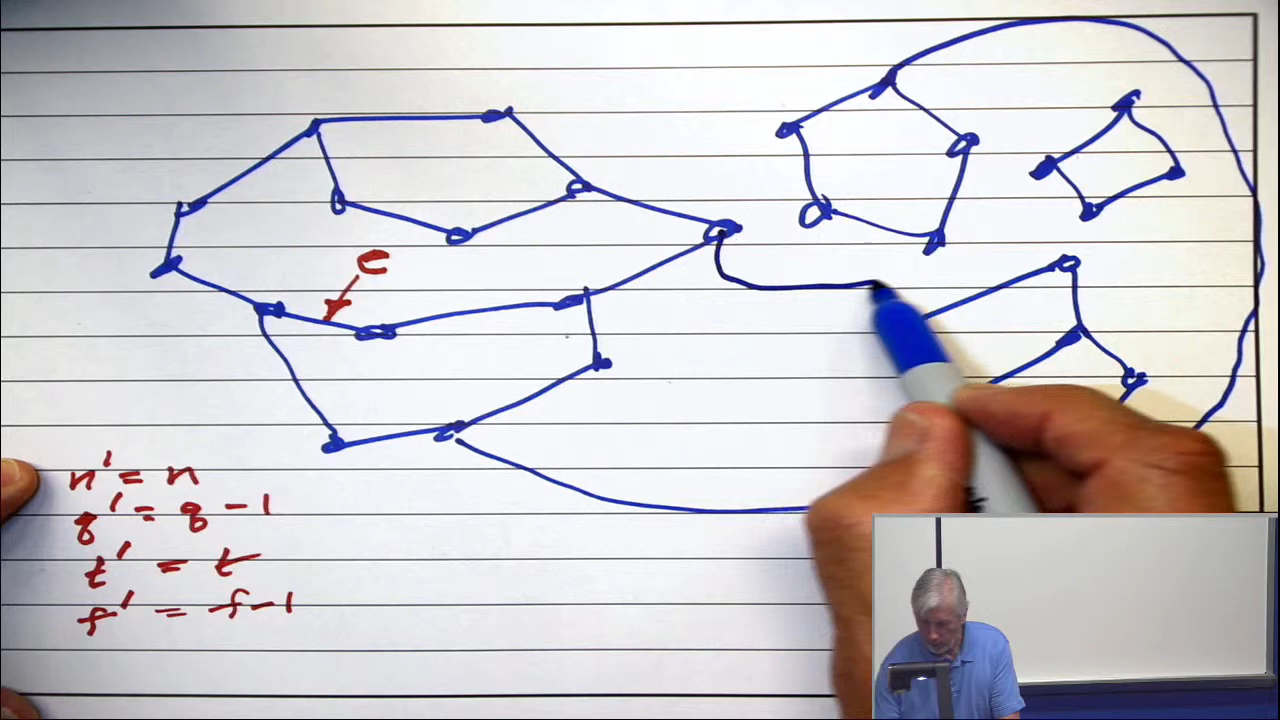 e
n' = n
q' = q - 1
t' = t
f' = f - 1